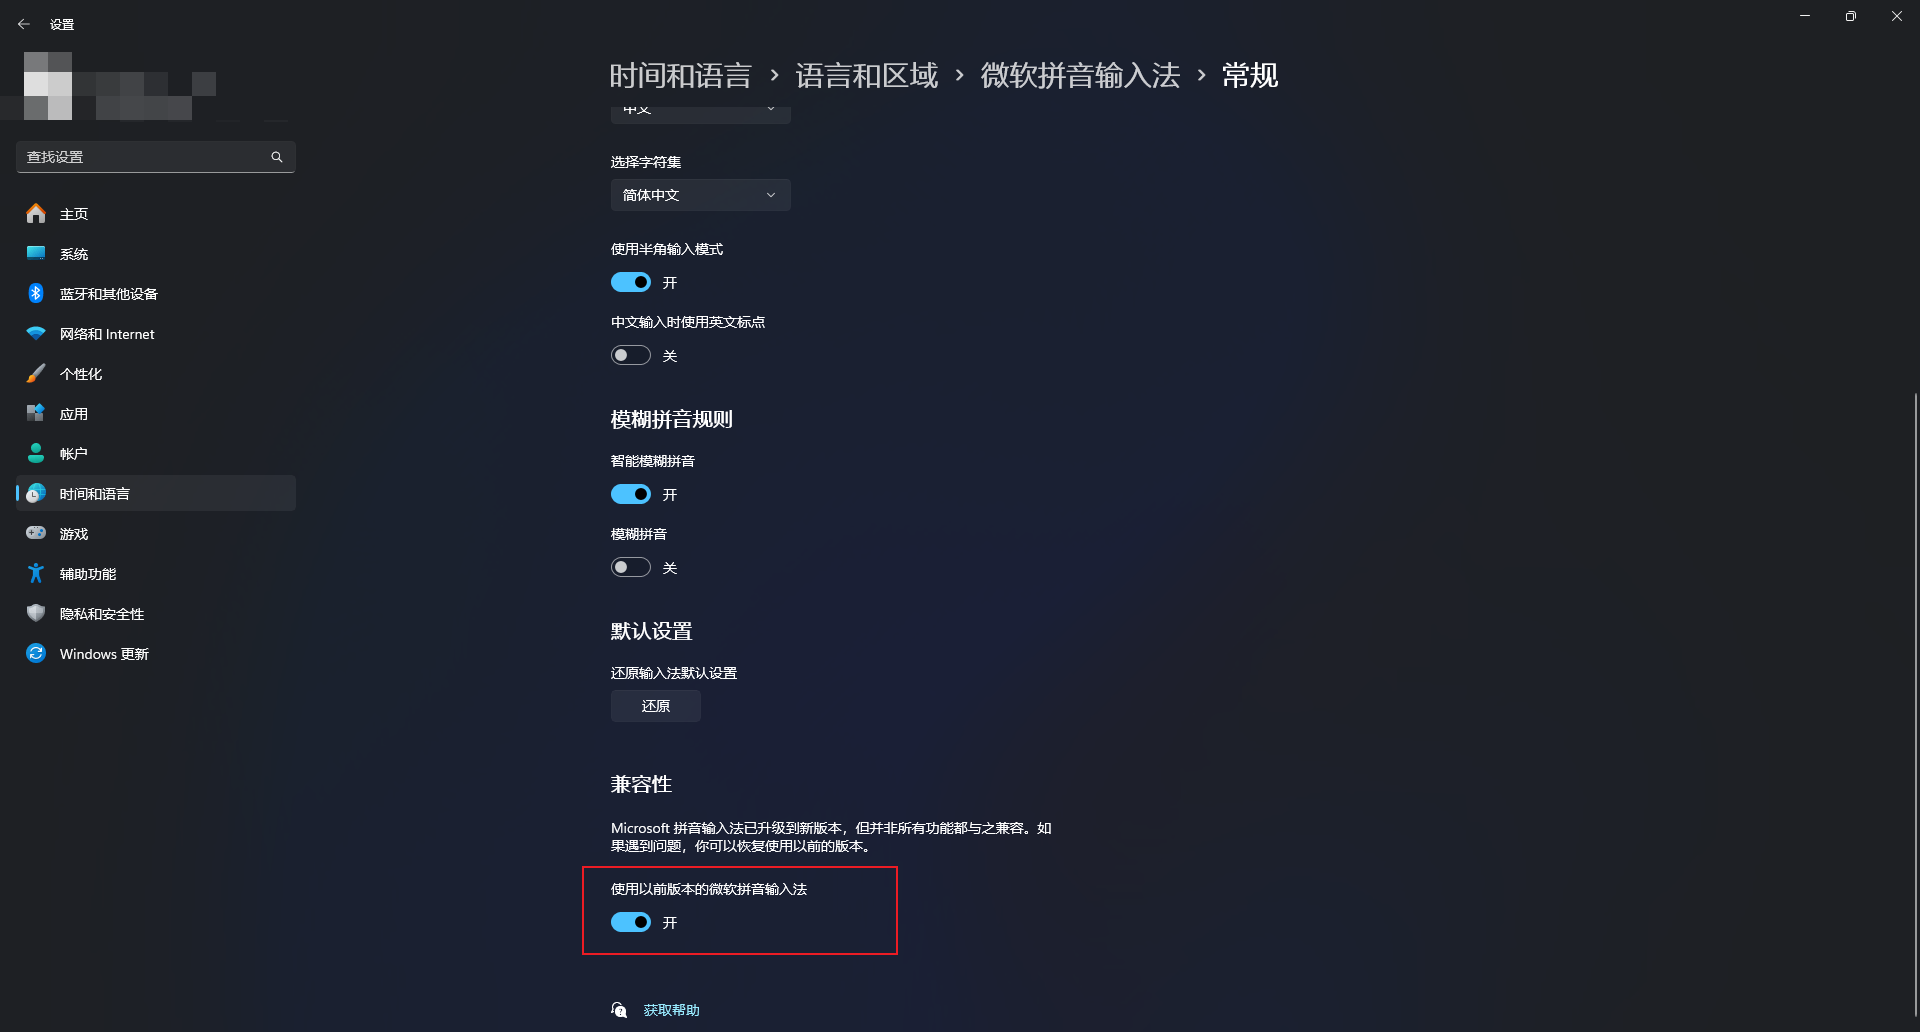 设置
时间和语言 › 语言和区域 › 微软拼音输入法 › 常规
中文
查找设置
主页
系统
蓝牙和其他设备
网络和 Internet
个性化
应用
帐户
时间和语言
游戏
辅助功能
隐私和安全性
Windows 更新
选择字符集
简体中文
使用半角输入模式
开
中文输入时使用英文标点
关
模糊拼音规则
智能模糊拼音
开
模糊拼音
关
默认设置
还原输入法默认设置
还原
兼容性
Microsoft 拼音输入法已升级到新版本，但并非所有功能都与之兼容。如
果遇到问题，你可以恢复使用以前的版本。
使用以前版本的微软拼音输入法
开
获取帮助